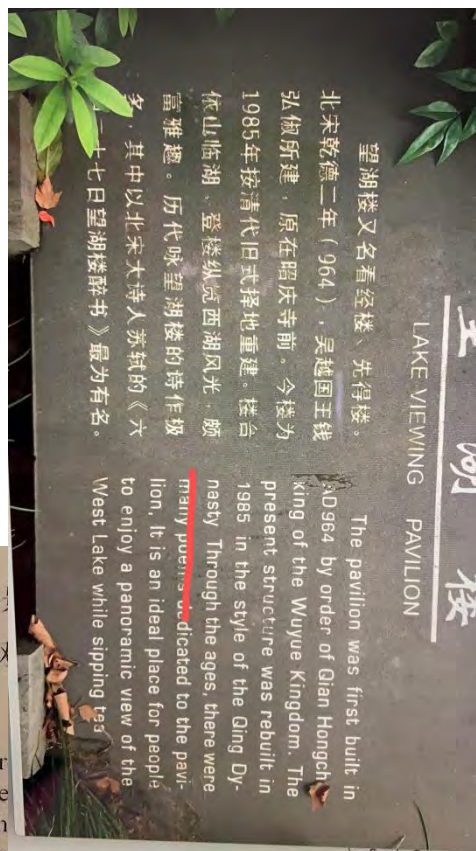 湖楼
LAKE VIEWING PAVILION
望湖楼又名看经楼、先得楼。
北宋乾德二年(964),吴越国王钱
弘俶所建,原在昭庆寺前。今楼为
1985年按清代旧式择地重建。楼台
依山临湖、登楼纵览西湖风光,颇
富雅趣。历代咏望湖楼的诗作极
多,其中以北宋大诗人苏轼的《六
二十七日望湖楼醉书》最为有名。
The pavilion was first built in
AD964 by order of Qian Hongch
king of the Wuyue Kingdom. The
present structure was rebuilt in
1985 in the style of the Qing Dy-
nasty Through the ages, there were
many poems dedicated to the pavi-
lion, It is an ideal place for people
to enjoy a panoramic view of the
West Lake while sipping tea